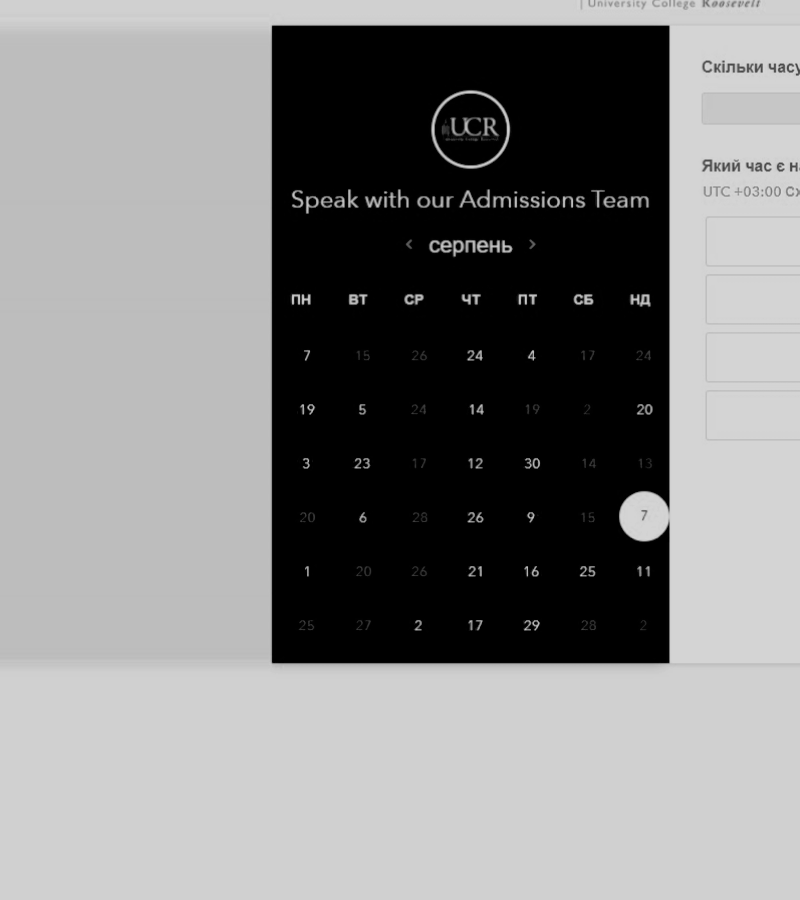 | University College Roosevelt
Скільки часу
UCR
Speak with our Admissions Team
Який час є
‹ серпень ›
UTC +03:00
ПН ВТ СР ЧТ ПТ СБ НД
7 15 26 24 4 17 24
19 5 24 14 19 2 20
3 23 17 12 30 14 13
20 6 28 26 9 15 7
1 20 26 21 16 25 11
25 27 2 17 29 28 2